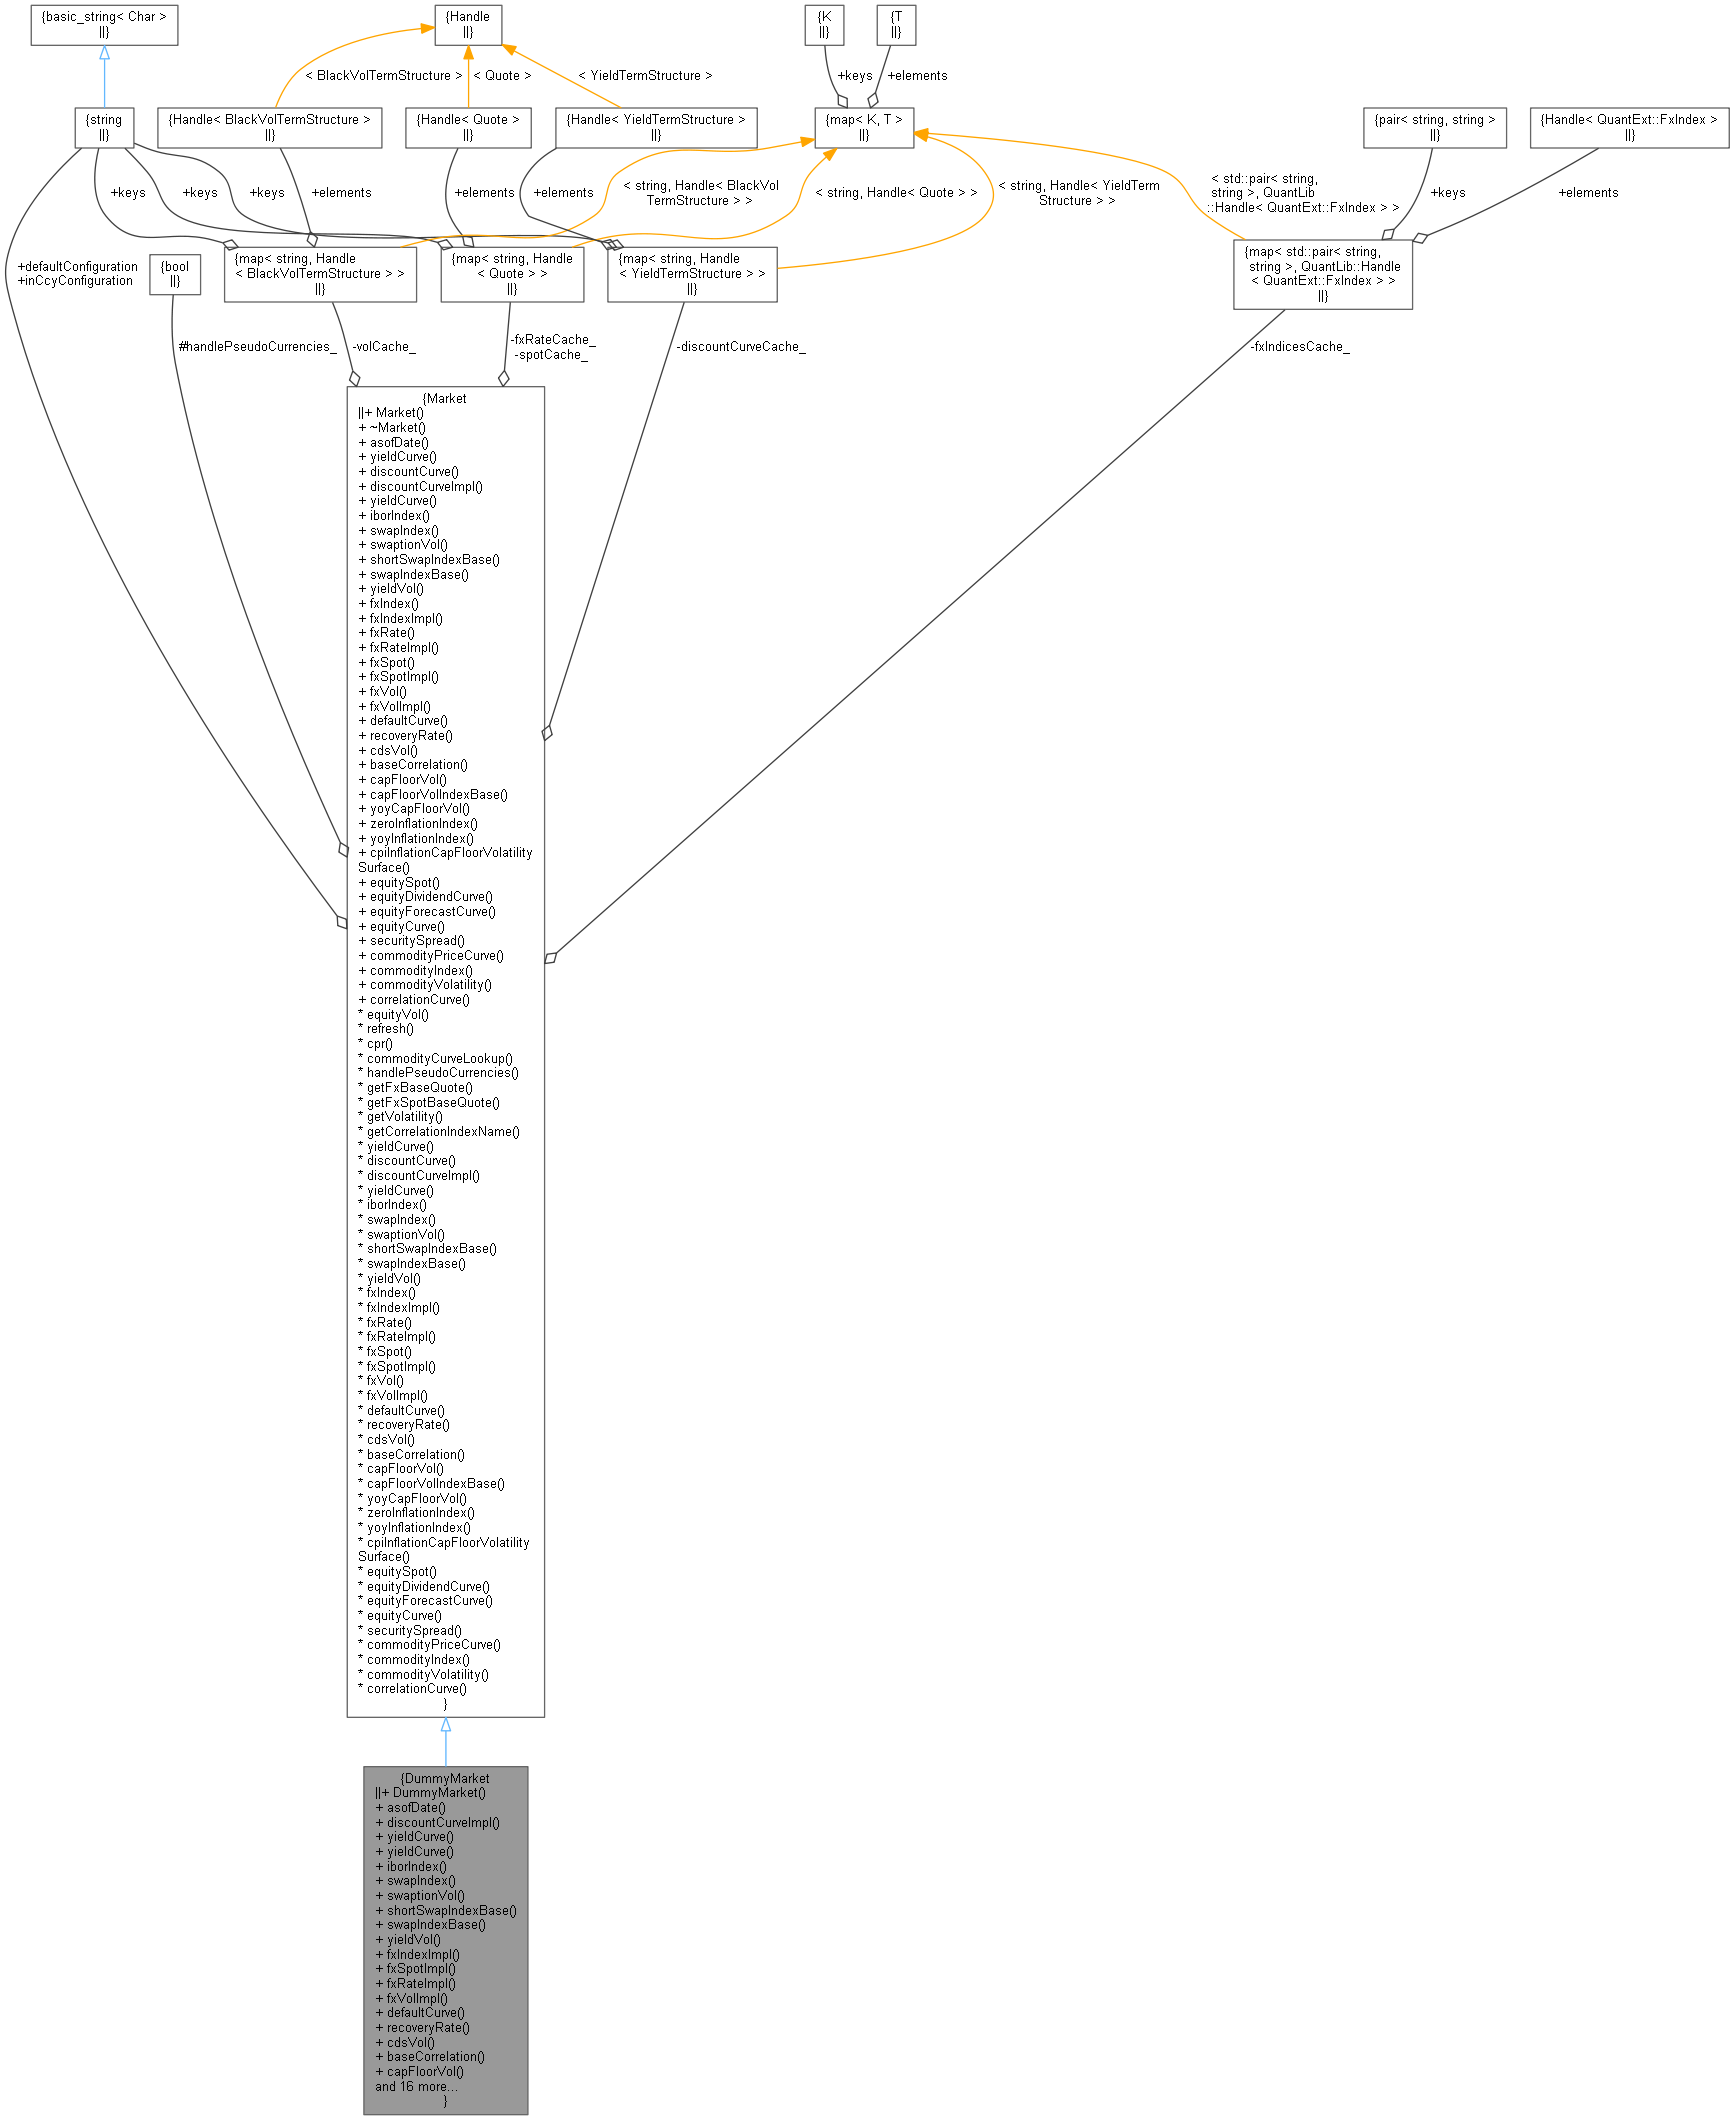 {basic_string< Char >
||}
{Handle
||}
{K
||}
{T
||}
< BlackVolTermStructure >
< Quote >
< YieldTermStructure >
+keys
+elements
{string
||}
{Handle< BlackVolTermStructure >
||}
{Handle< Quote >
||}
{Handle< YieldTermStructure >
||}
{map< K, T >
||}
{pair< string, string >
||}
{Handle< QuantExt::FxIndex >
||}
+keys
+keys
+keys
+elements
+elements
+elements
< string, Handle< BlackVol
TermStructure > >
< string, Handle< Quote > >
< string, Handle< YieldTerm
Structure > >
< std::pair< string,
string >, QuantLib
::Handle< QuantExt::FxIndex > >
+keys
+elements
+defaultConfiguration
+inCcyConfiguration
{bool
||}
{map< string, Handle
< BlackVolTermStructure > >
||}
{map< string, Handle
< Quote > >
||}
{map< string, Handle
< YieldTermStructure > >
||}
{map< std::pair< string,
string >, QuantLib::Handle
< QuantExt::FxIndex > >
||}
#handlePseudoCurrencies_
-volCache_
-fxRateCache_
-spotCache_
-discountCurveCache_
-fxIndicesCache_
{Market
||+ Market()
+ ~Market()
+ asofDate()
+ yieldCurve()
+ discountCurve()
+ discountCurveImpl()
+ yieldCurve()
+ iborIndex()
+ swapIndex()
+ swaptionVol()
+ shortSwapIndexBase()
+ swapIndexBase()
+ yieldVol()
+ fxIndex()
+ fxIndexImpl()
+ fxRate()
+ fxRateImpl()
+ fxSpot()
+ fxSpotImpl()
+ fxVol()
+ fxVolImpl()
+ defaultCurve()
+ recoveryRate()
+ cdsVol()
+ baseCorrelation()
+ capFloorVol()
+ capFloorVolIndexBase()
+ yoyCapFloorVol()
+ zeroInflationIndex()
+ yoyInflationIndex()
+ cpiInflationCapFloorVolatility
Surface()
+ equitySpot()
+ equityDividendCurve()
+ equityForecastCurve()
+ equityCurve()
+ securitySpread()
+ commodityPriceCurve()
+ commodityIndex()
+ commodityVolatility()
+ correlationCurve()
* equityVol()
* refresh()
* cpr()
* commodityCurveLookup()
* handlePseudoCurrencies()
* getFxBaseQuote()
* getFxSpotBaseQuote()
* getVolatility()
* getCorrelationIndexName()
* yieldCurve()
* discountCurve()
* discountCurveImpl()
* yieldCurve()
* iborIndex()
* swapIndex()
* swaptionVol()
* shortSwapIndexBase()
* swapIndexBase()
* yieldVol()
* fxIndex()
* fxIndexImpl()
* fxRate()
* fxRateImpl()
* fxSpot()
* fxSpotImpl()
* fxVol()
* fxVolImpl()
* defaultCurve()
* recoveryRate()
* cdsVol()
* baseCorrelation()
* capFloorVol()
* capFloorVolIndexBase()
* yoyCapFloorVol()
* zeroInflationIndex()
* yoyInflationIndex()
* cpiInflationCapFloorVolatility
Surface()
* equitySpot()
* equityDividendCurve()
* equityForecastCurve()
* equityCurve()
* securitySpread()
* commodityPriceCurve()
* commodityIndex()
* commodityVolatility()
* correlationCurve()
}
{DummyMarket
||+ DummyMarket()
+ asofDate()
+ discountCurveImpl()
+ yieldCurve()
+ yieldCurve()
+ iborIndex()
+ swapIndex()
+ swaptionVol()
+ shortSwapIndexBase()
+ swapIndexBase()
+ yieldVol()
+ fxIndexImpl()
+ fxSpotImpl()
+ fxRateImpl()
+ fxVolImpl()
+ defaultCurve()
+ recoveryRate()
+ cdsVol()
+ baseCorrelation()
+ capFloorVol()
and 16 more...
}